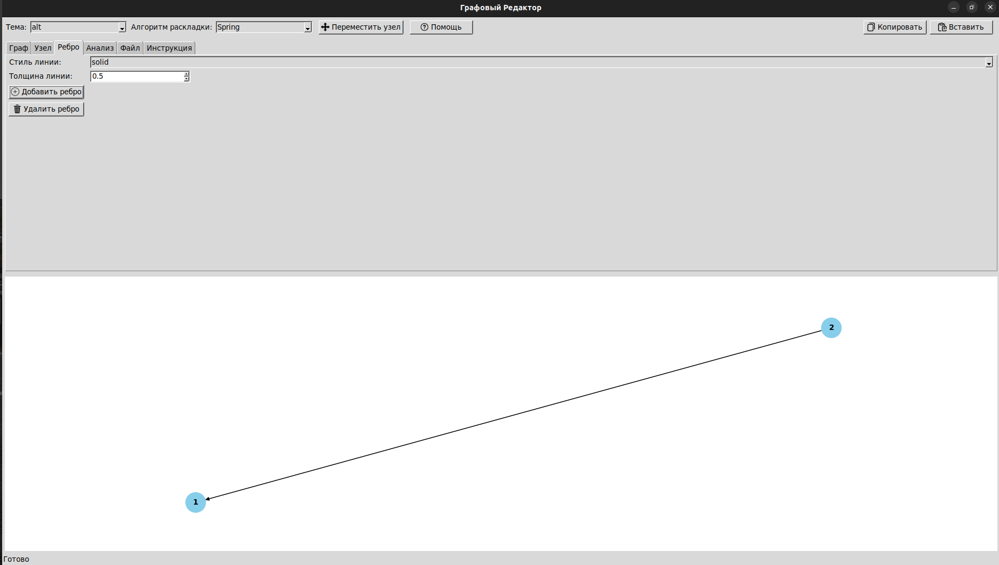 Графовый Редактор
Тема: alt Алгоритм раскладки: Spring Переместить узел Помощь Копировать Вставить
Граф Узел Ребро Анализ Файл Инструкция
Стиль линии: solid
Толщина линии: 0.5
Добавить ребро
Удалить ребро
2
1
Готово